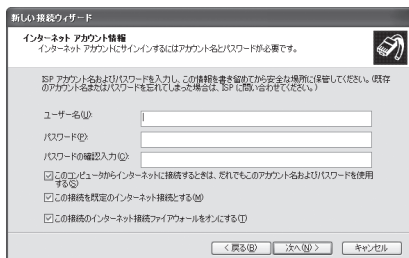 新しい接続ウィザード
インターネット アカウント情報
インターネット アカウントにサインインするにはアカウント名とパスワードが必要です。
ISP アカウント名およびパスワードを入力し、この情報を書き留めてから安全な場所に保管してください。(既存
のアカウント名またはパスワードを忘れてしまった場合は、ISP に問い合わせてください。)
ユーザー名(U):
パスワード(P):
パスワードの確認入力(C):
このコンピュータからインターネットに接続するときは、だれでもこのアカウント名およびパスワードを使用
する(S)
この接続を既定のインターネット接続とする(M)
この接続のインターネット接続ファイアウォールをオンにする(T)
< 戻る(B)
次へ(N) >
キャンセル